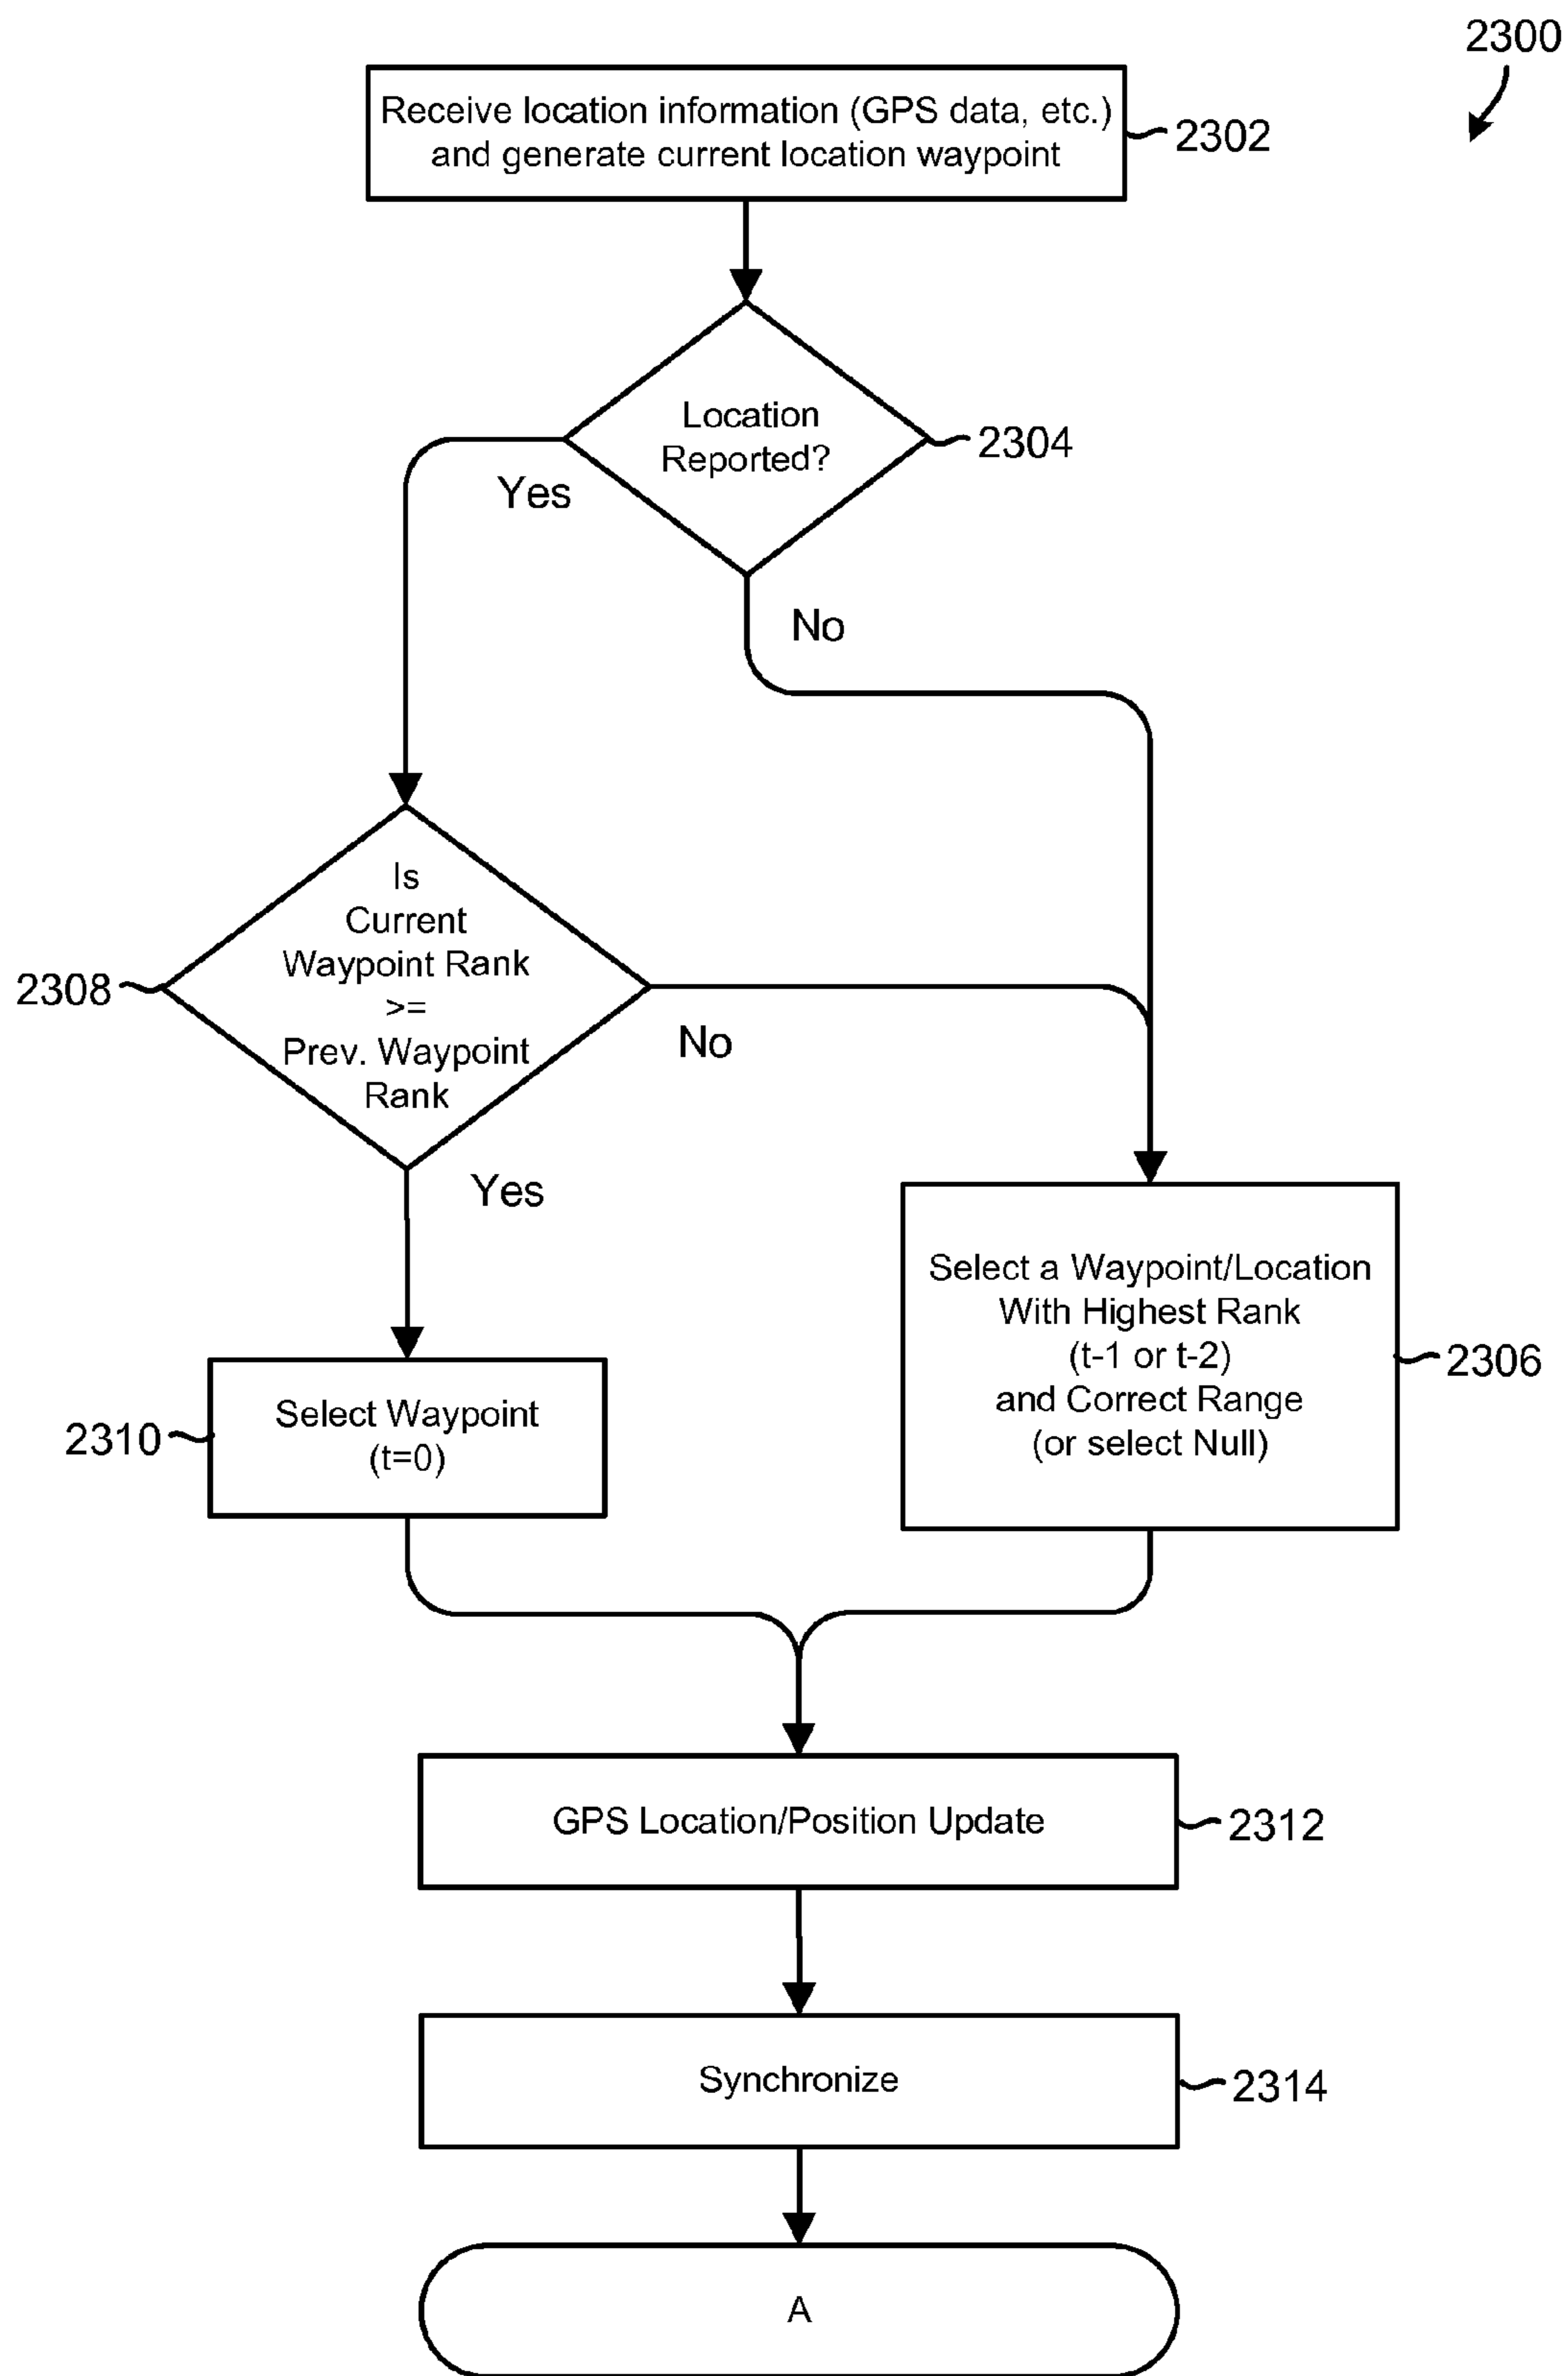 2300
Receive location information (GPS data, etc.)
and generate current location waypoint
2302
Location
Reported?
2304
Yes
No
Is
Current
Waypoint Rank
>=
Prev. Waypoint
Rank
2308
No
Yes
Select a Waypoint/Location
With Highest Rank
(t-1 or t-2)
and Correct Range
(or select Null)
2306
Select Waypoint
(t=0)
2310
GPS Location/Position Update
2312
Synchronize
2314
A